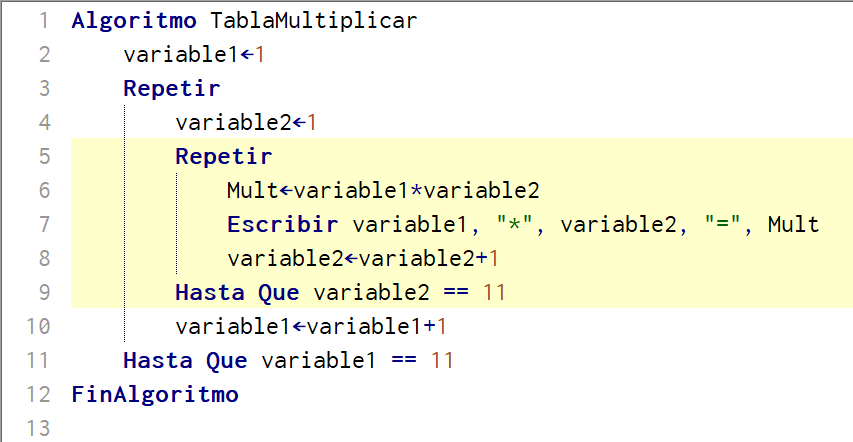 1 Algoritmo TablaMultiplicar
2 variable1←1
3 Repetir
4 variable2←1
5 Repetir
6 Mult←variable1*variable2
7 Escribir variable1, "*", variable2, "=", Mult
8 variable2←variable2+1
9 Hasta Que variable2 == 11
10 variable1←variable1+1
11 Hasta Que variable1 == 11
12 FinAlgoritmo
13